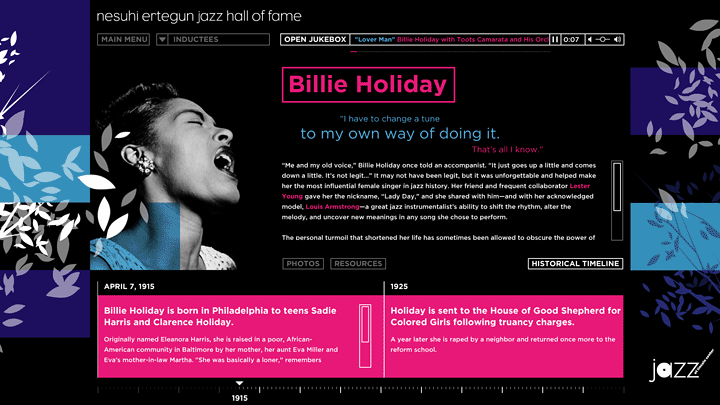 nesuhi ertegun jazz hall of fame
MAIN MENU
INDUCTEES
OPEN JUKEBOX
"Lover Man" Billie Holiday with Toots Camarata and His Orc
0:07
Billie Holiday
"I have to change a tune
to my own way of doing it.
That's all I know."
"Me and my old voice," Billie Holiday once told an accompanist. "It just goes up a little and comes
down a little. It's not legit..." It may not have been legit, but it was unforgettable and helped make
her the most influential female singer in jazz history. Her friend and frequent collaborator Lester
Young gave her the nickname, "Lady Day," and she shared with him—and with her acknowledged
model, Louis Armstrong—a great jazz instrumentalist's ability to shift the rhythm, alter the
melody, and uncover new meanings in any song she chose to perform.
The personal turmoil that shortened her life has sometimes been allowed to obscure the power of
PHOTOS
RESOURCES
HISTORICAL TIMELINE
APRIL 7, 1915
Billie Holiday is born in Philadelphia to teens Sadie
Harris and Clarence Holiday.
Originally named Eleanora Harris, she is raised in a poor, African-
American community in Baltimore by her mother, her aunt Eva Miller and
Eva's mother-in-law Martha. "She was basically a loner," remembers
1925
Holiday is sent to the House of Good Shepherd for
Colored Girls following truancy charges.
A year later she is raped by a neighbor and returned once more to the
reform school.
1915
jazz